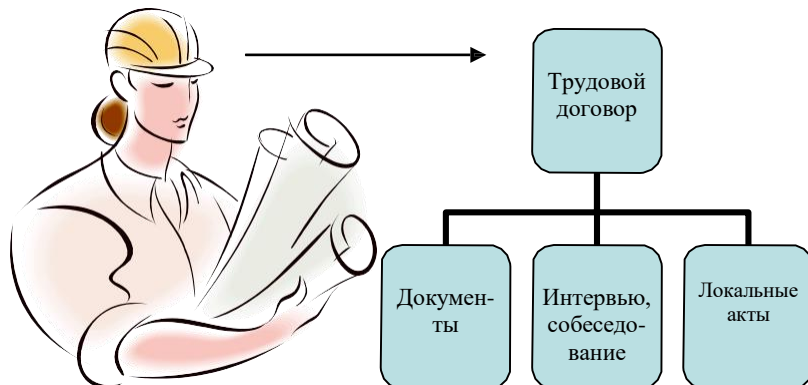 Трудовой
договор
Докумен-
ты
Интервью,
собеседо-
вание
Локальные
акты